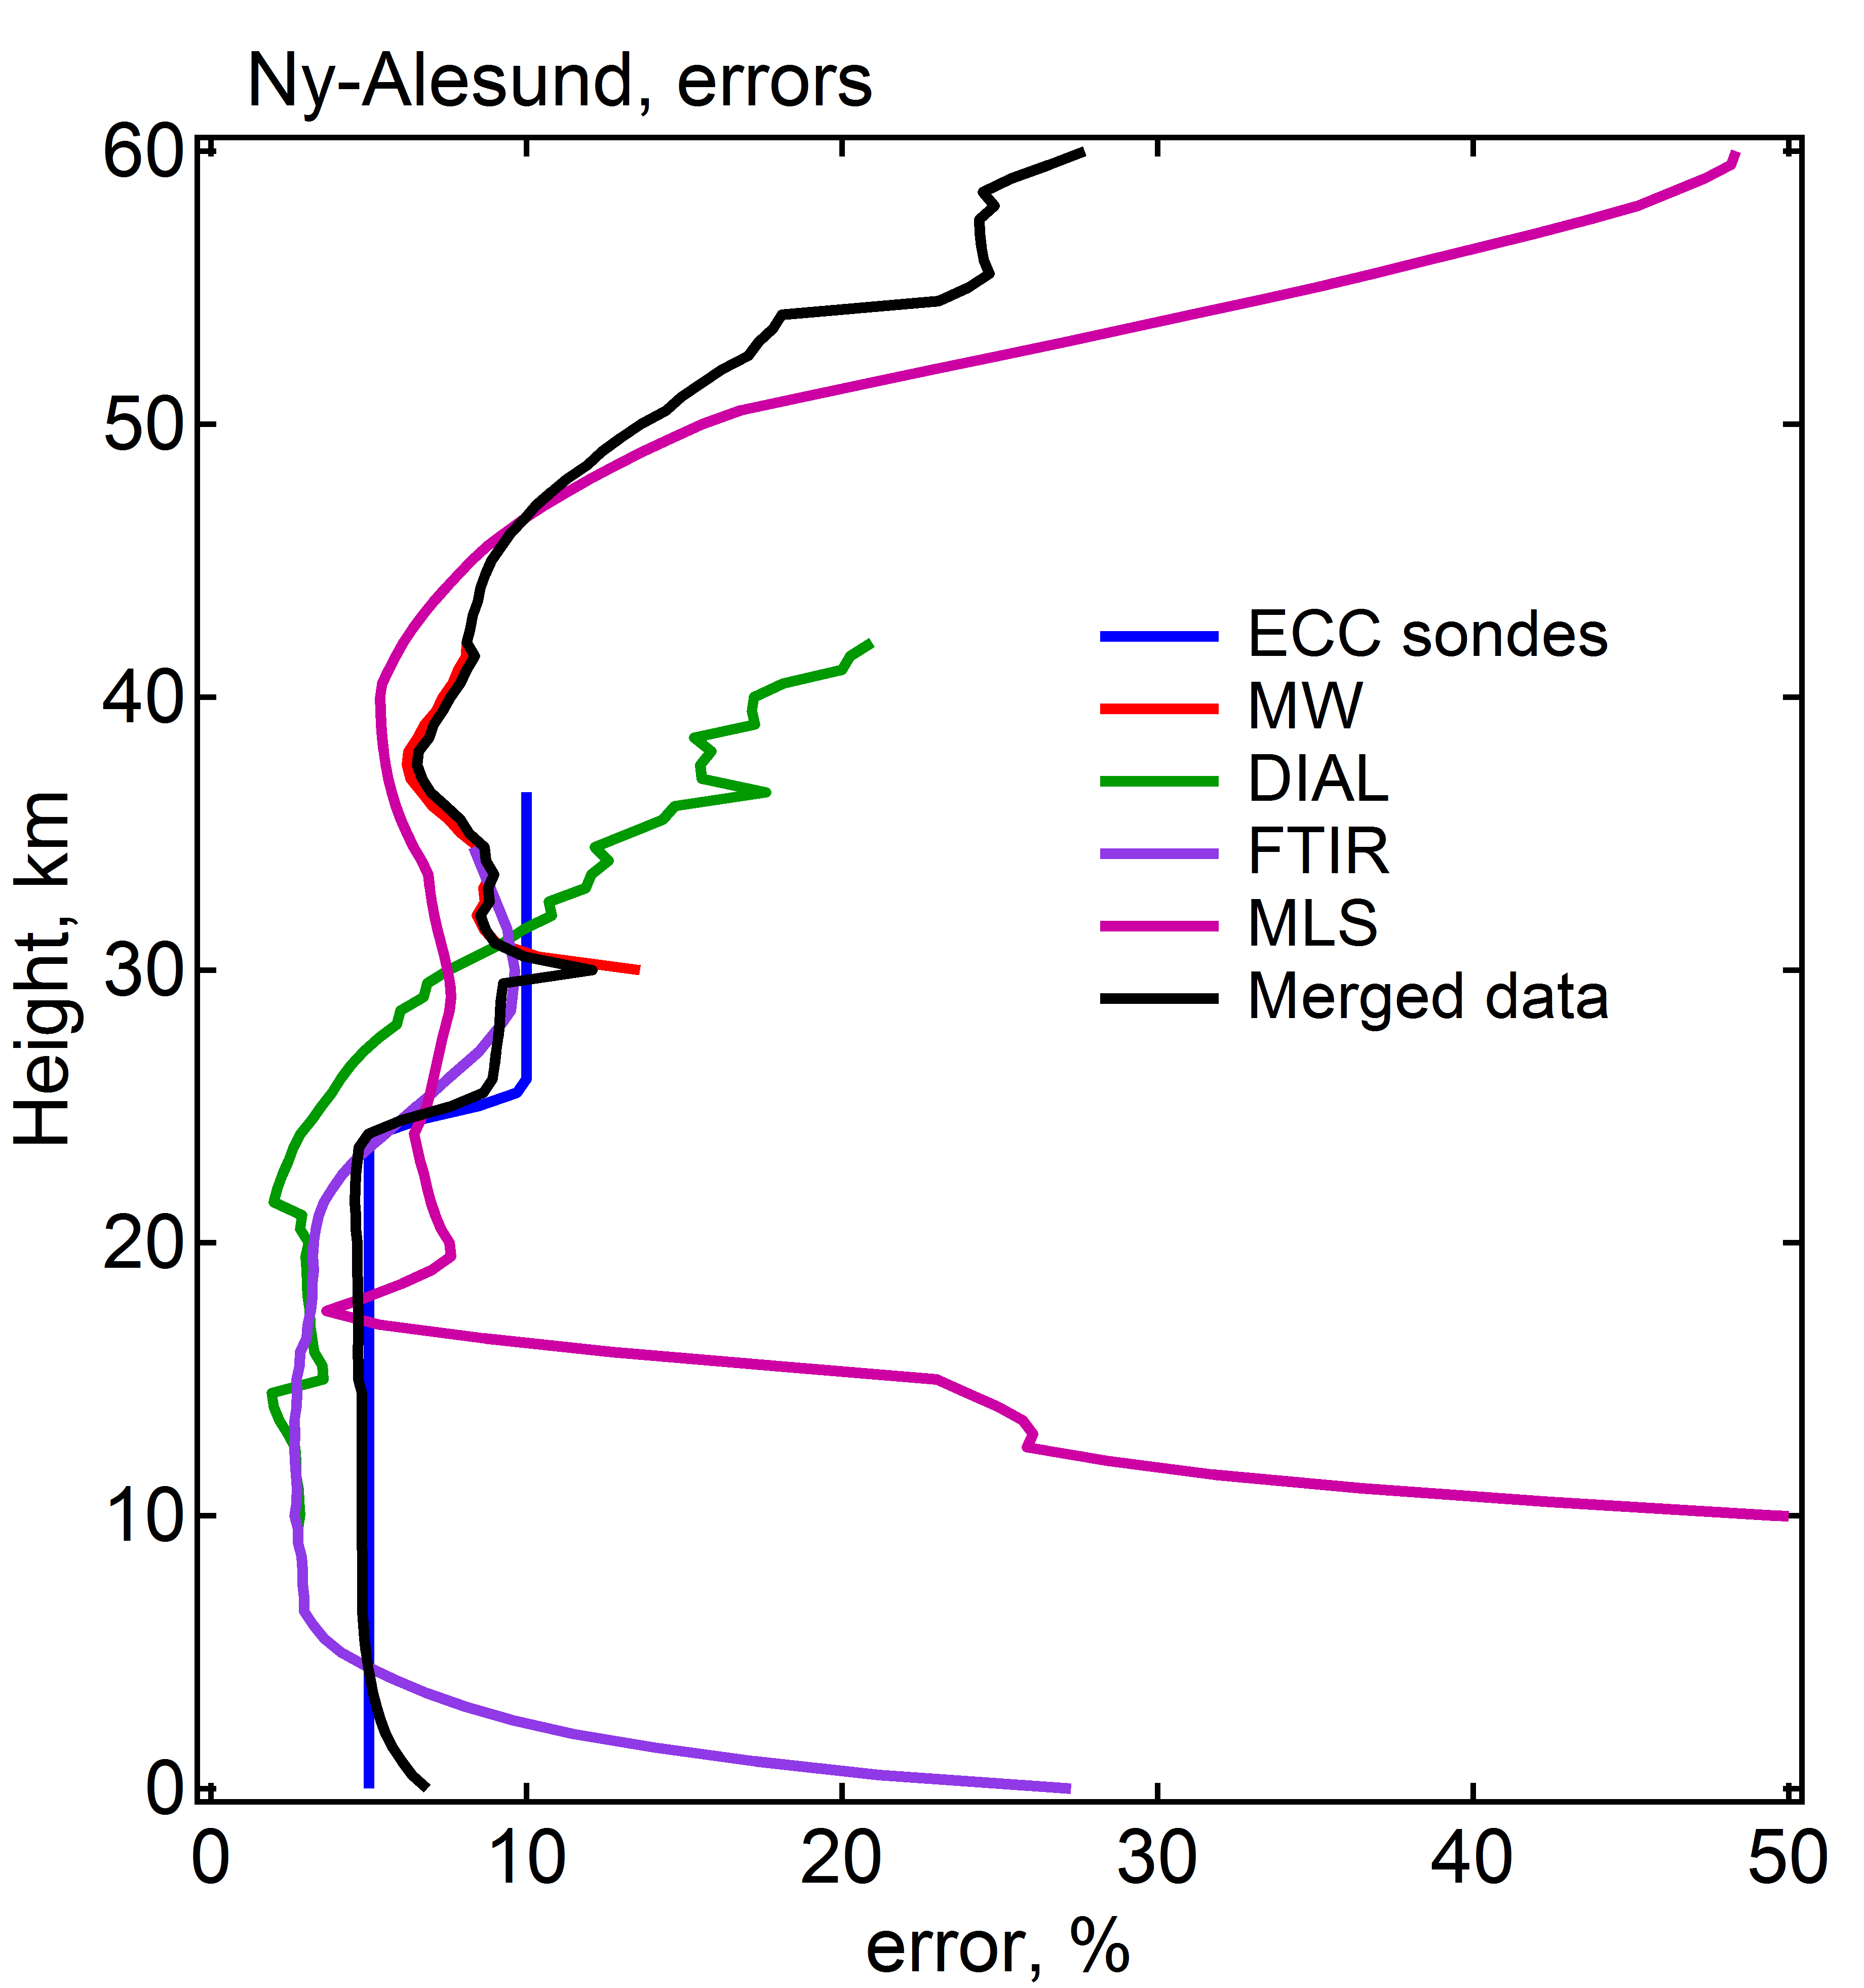 Ny-Alesund, errors
60
50
40
30
20
10
0
Height, km
ECC sondes
MW
DIAL
FTIR
MLS
Merged data
0 10 20 30 40 50
error, %